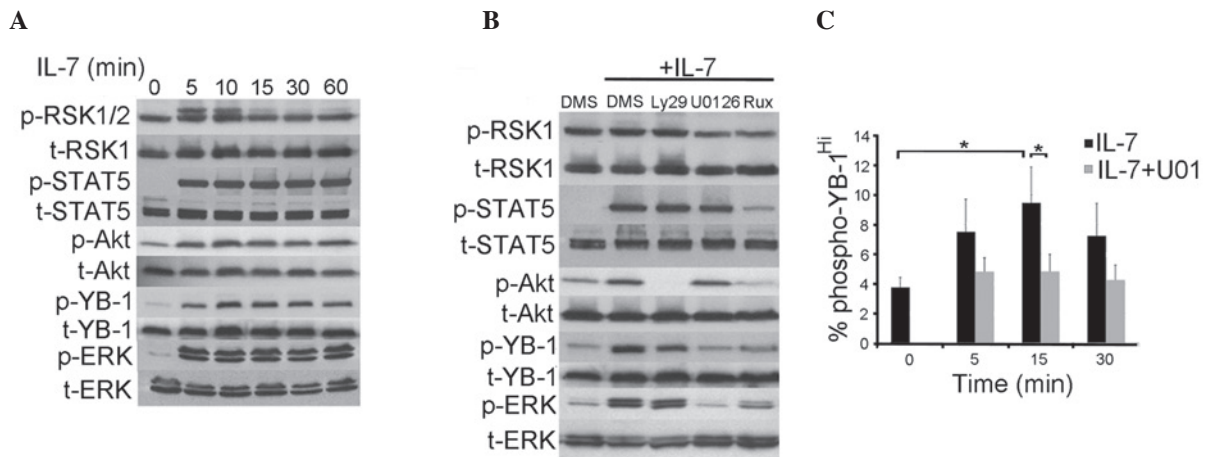 A
IL-7 (min)
0 5 10 15 30 60
p-RSK1/2
t-RSK1
p-STAT5
t-STAT5
p-Akt
t-Akt
p-YB-1
t-YB-1
p-ERK
t-ERK
B
+IL-7
DMS DMS Ly29 U0126 Rux
p-RSK1
t-RSK1
p-STAT5
t-STAT5
p-Akt
t-Akt
p-YB-1
t-YB-1
p-ERK
t-ERK
C
% phospho-YB-1Hi
14
12
10
8
6
4
2
0
* *
IL-7
IL-7+U01
0 5 15 30
Time (min)